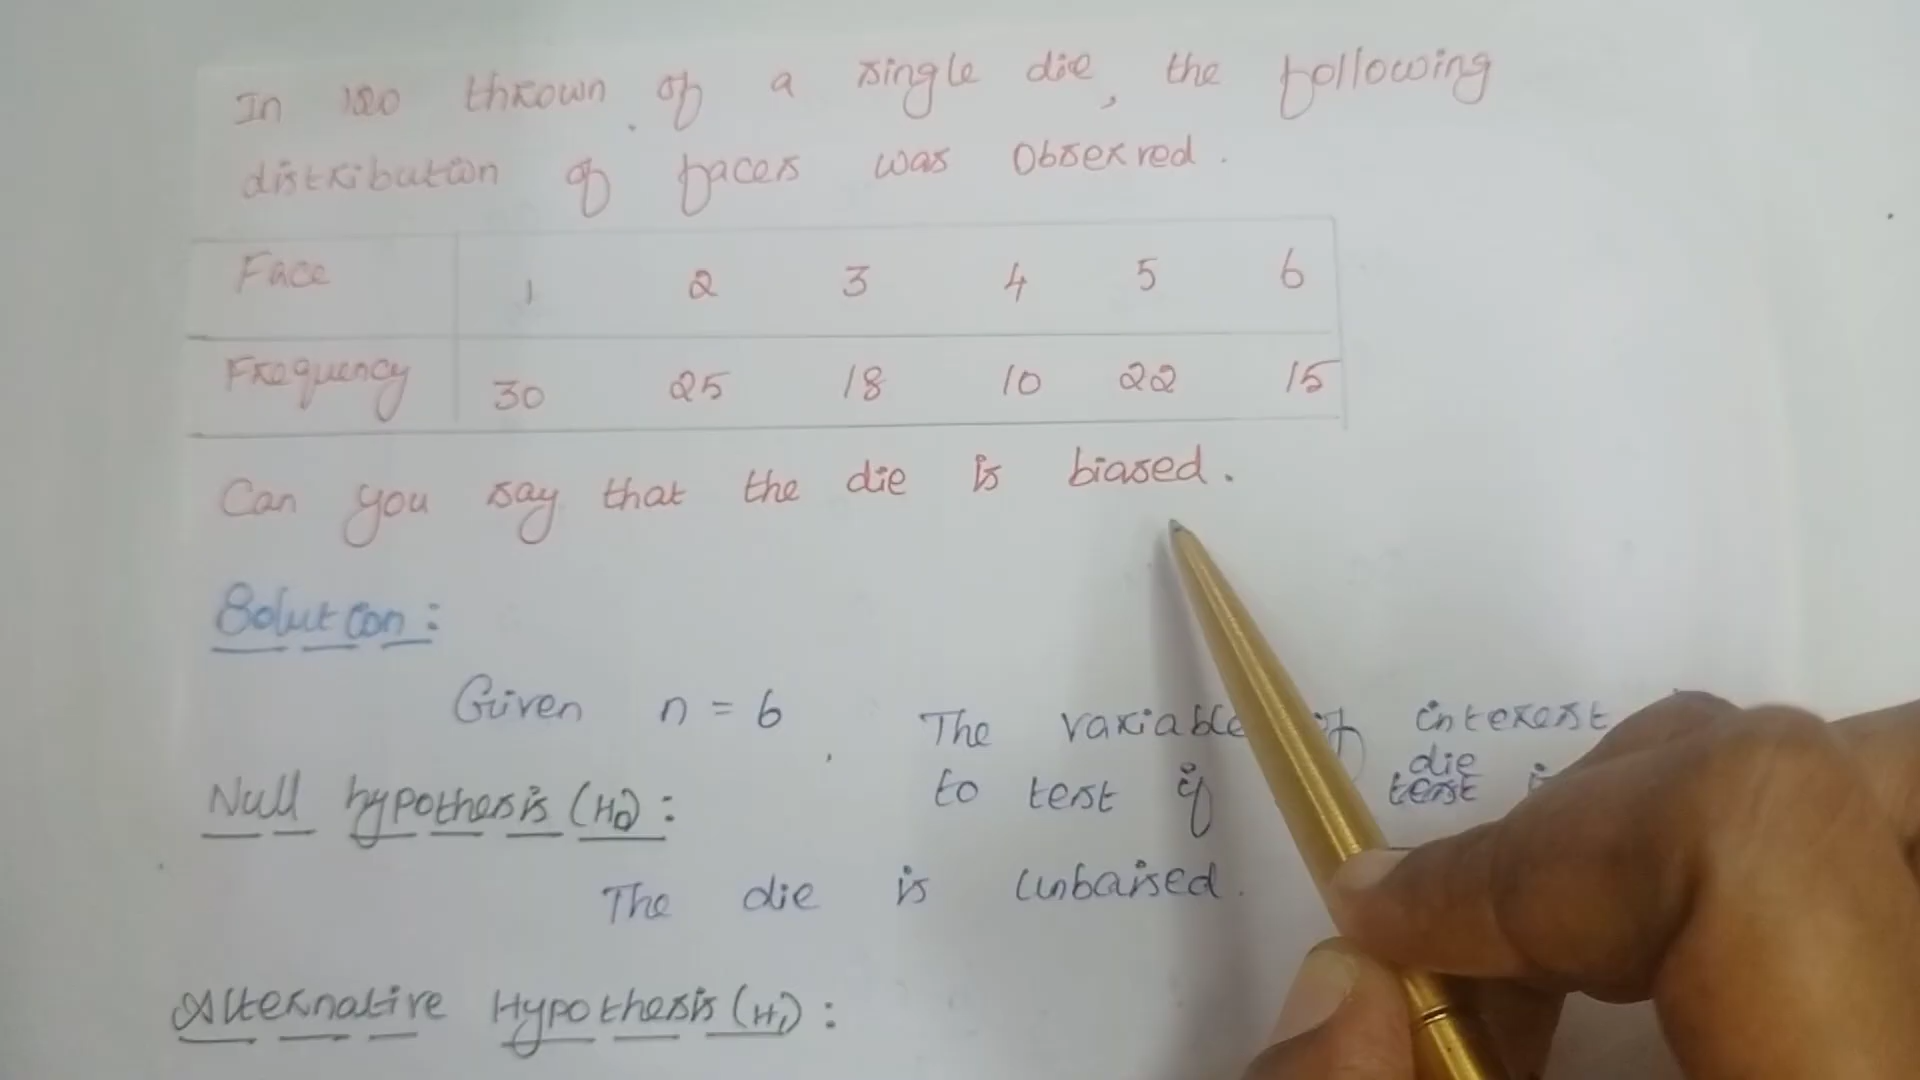 In 120 thrown of a single die, the following
distribution of faces was observed.
Face 1 2 3 4 5 6
Frequency 30 25 18 10 22 15
Can you say that the die is biased.
Solution:
Given n = 6
The variable of interest
Null hypothesis (H0): to test if die
test
The die is unbaised.
Alternative Hypothesis (H1):